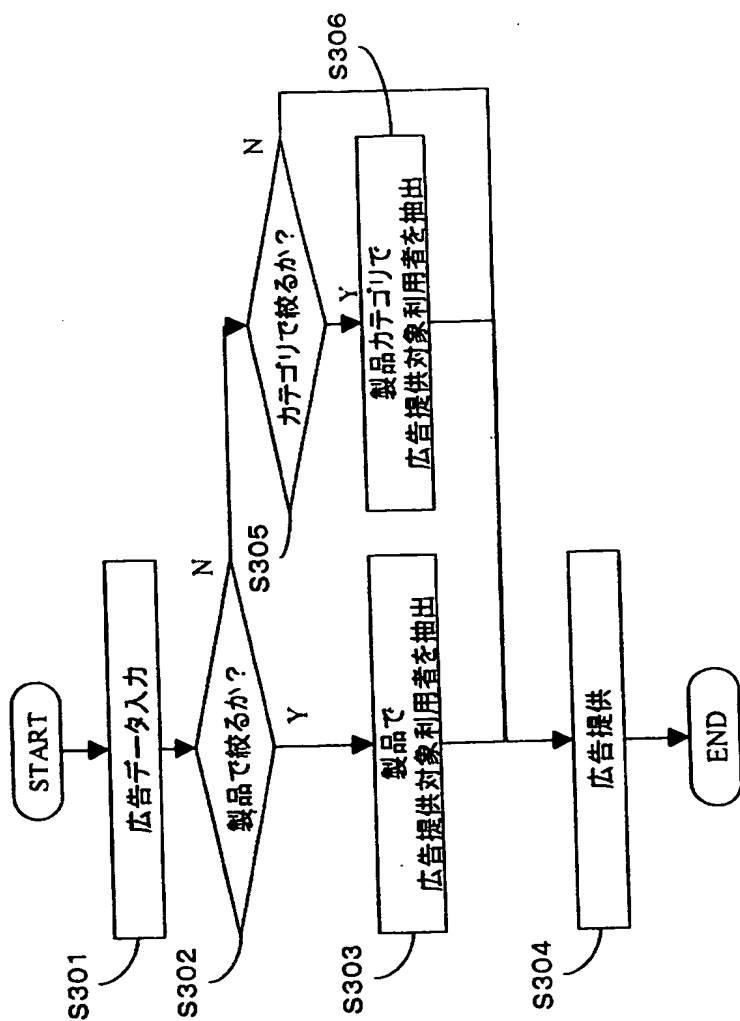 START
S301
広告データ入力
S302
製品で絞るか?
N
Y
S305
カテゴリで絞るか?
N
Y
S303
製品で
広告提供対象利用者を抽出
S306
製品カテゴリで
広告提供対象利用者を抽出
S304
広告提供
END